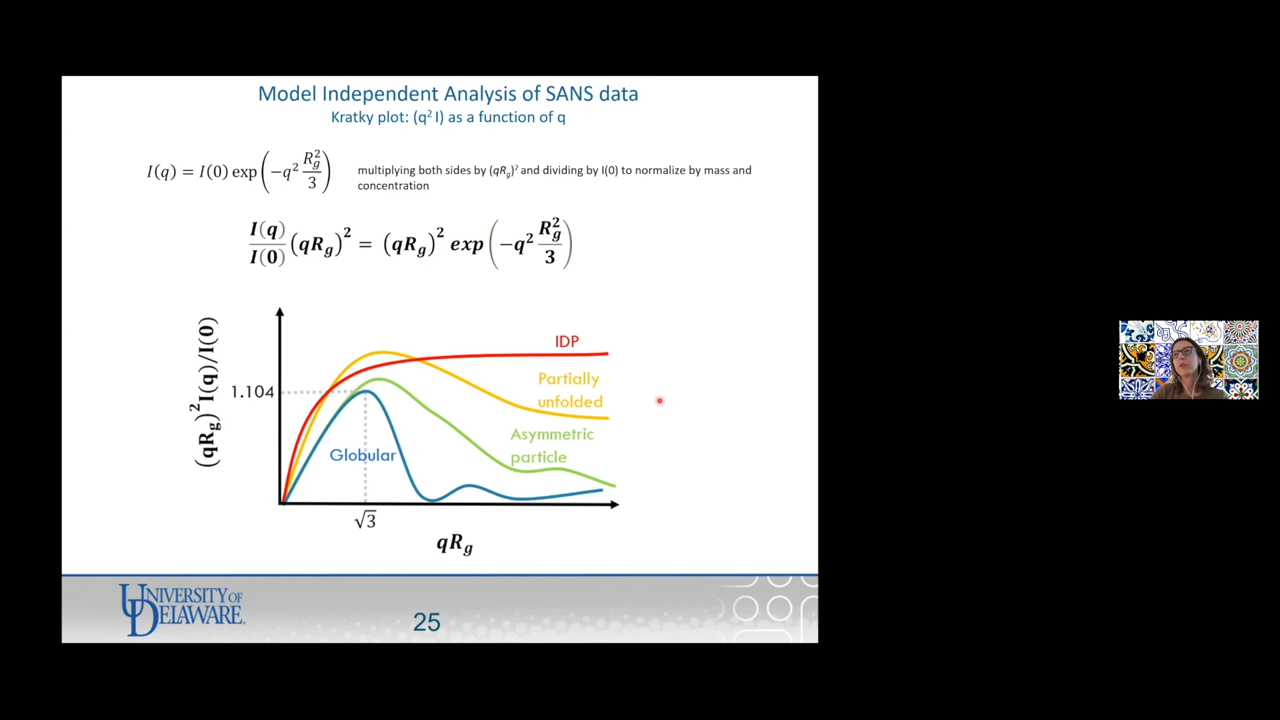 Model Independent Analysis of SANS data
Kratky plot: (q² I) as a function of q
I(q) = I(0) exp(−q² R_g²/3)
multiplying both sides by (qR_g)² and dividing by I(0) to normalize by mass and
concentration
I(q)/I(0) (qR_g)² = (qR_g)² exp(−q² R_g²/3)
(qR_g)² I(q)/I(0)
IDP
Partially
unfolded
1.104
Asymmetric
particle
Globular
√3
qR_g
UNIVERSITY OF
DELAWARE.
25